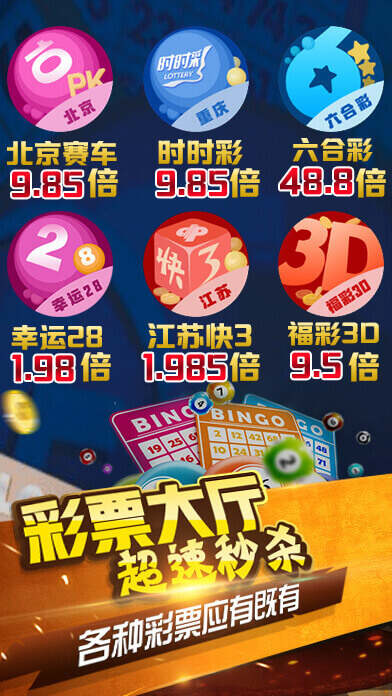 PK
北京
时时彩
LOTTERY
重庆
六合彩
北京赛车
时时彩
六合彩
9.85倍
9.85倍
48.8倍
28
幸运28
快3
江苏
3D
福彩3D
幸运28
江苏快3
福彩3D
1.98倍
1.985倍
9.5倍
BINGO
BINGO
彩票大厅
超速秒杀
各种彩票应有既有